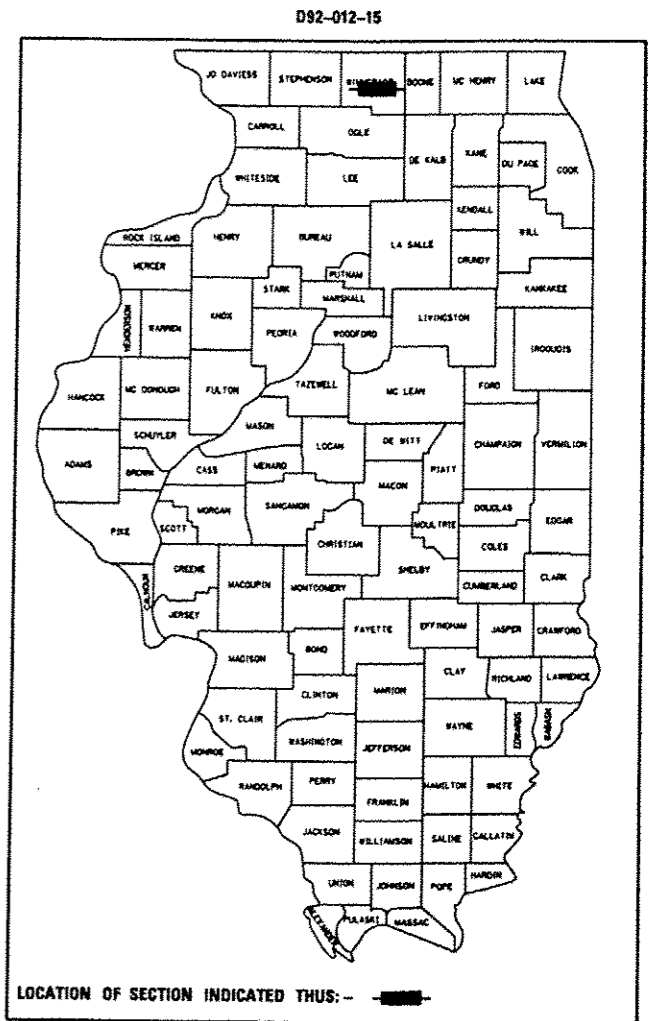 D92-012-15
JO DAVIESS STEPHENSON WINNEBAGO BOONE MC HENRY LAKE
CARROLL OGLE DE KALB KANE DU PAGE COOK
WHITESIDE LEE
KENDALL WILL
ROCK ISLAND HENRY BUREAU LA SALLE GRUNDY
MERCER PUTNAM KANKAKEE
STARK MARSHALL
HENDERSON WARREN KNOX PEORIA WOODFORD LIVINGSTON IROQUOIS
HANCOCK MC DONOUGH FULTON TAZEWELL MC LEAN FORD
SCHUYLER MASON LOGAN DE WITT CHAMPAIGN VERMILION
ADAMS BROWN CASS MENARD MACON PIATT
MORGAN SANGAMON DOUGLAS EDGAR
PIKE SCOTT CHRISTIAN MOULTRIE COLES
GREENE MACOUPIN MONTGOMERY SHELBY CUMBERLAND CLARK
CALHOUN JERSEY FAYETTE EFFINGHAM JASPER CRAWFORD
MADISON BOND CLAY RICHLAND LAWRENCE
CLINTON MARION
ST. CLAIR WAYNE EDWARDS WABASH
MONROE WASHINGTON JEFFERSON
RANDOLPH PERRY HAMILTON WHITE
FRANKLIN
JACKSON WILLIAMSON SALINE GALLATIN
UNION JOHNSON POPE HARDIN
ALEXANDER PULASKI MASSAC
LOCATION OF SECTION INDICATED THUS: -